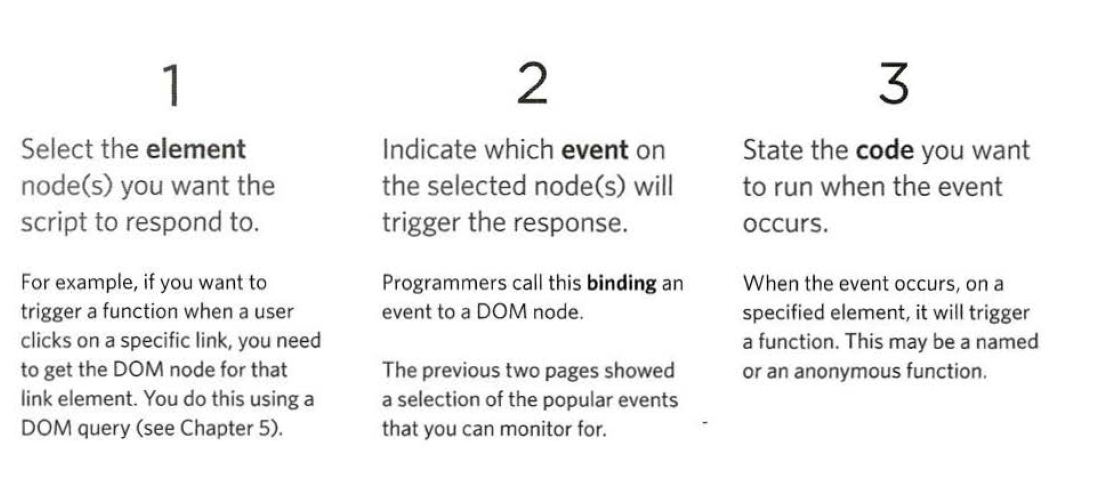 1
Select the element
node(s) you want the
script to respond to.
For example, if you want to
trigger a function when a user
clicks on a specific link, you need
to get the DOM node for that
link element. You do this using a
DOM query (see Chapter 5).
2
Indicate which event on
the selected node(s) will
trigger the response.
Programmers call this binding an
event to a DOM node.
The previous two pages showed
a selection of the popular events
that you can monitor for.
3
State the code you want
to run when the event
occurs.
When the event occurs, on a
specified element, it will trigger
a function. This may be a named
or an anonymous function.